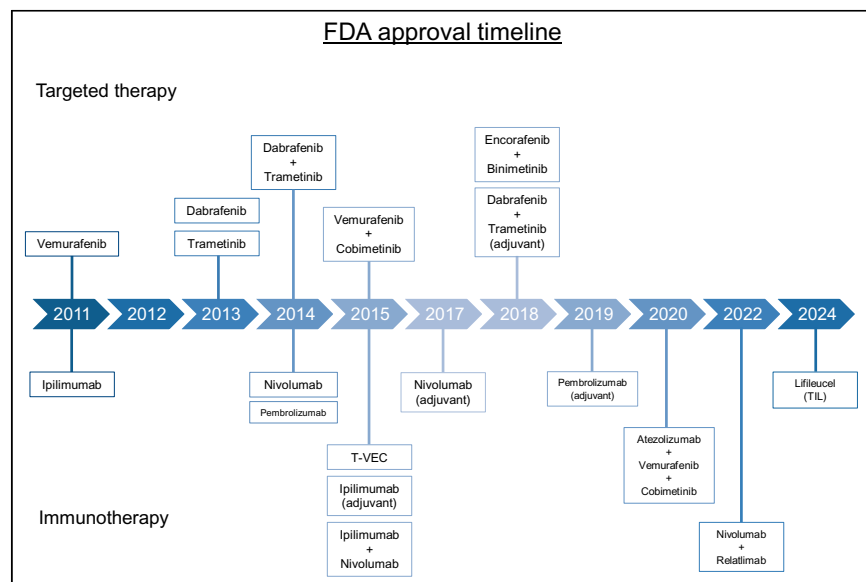 FDA approval timeline
Targeted therapy
Encorafenib
+
Binimetinib
Dabrafenib
+
Trametinib
Dabrafenib
Dabrafenib
+
Trametinib
(adjuvant)
Vemurafenib
+
Cobimetinib
Vemurafenib
Trametinib
2011
2012
2013
2014
2015
2017
2018
2019
2020
2022
2024
Ipilimumab
Nivolumab
Pembrolizumab
Nivolumab
(adjuvant)
Pembrolizumab
(adjuvant)
Lifileucel
(TIL)
T-VEC
Ipilimumab
(adjuvant)
Ipilimumab
+
Nivolumab
Atezolizumab
+
Vemurafenib
+
Cobimetinib
Nivolumab
+
Relatlimab
Immunotherapy